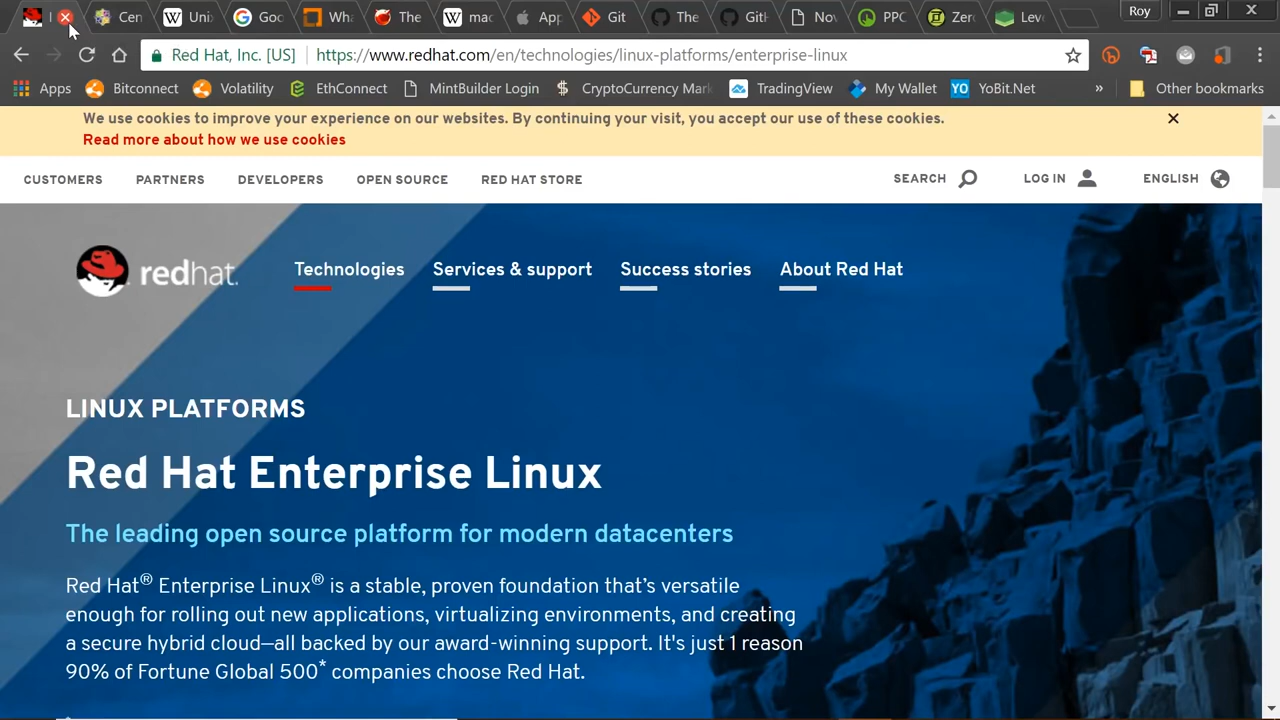 I Cen Uni: Goo Wha The mac App Git The GitH Nov PPC Zero Leve Roy
Red Hat, Inc. [US] https://www.redhat.com/en/technologies/linux-platforms/enterprise-linux
Apps Bitconnect Volatility EthConnect MintBuilder Login CryptoCurrency Mark TradingView YO My Wallet YoBit.Net » Other bookmarks
We use cookies to improve your experience on our websites. By continuing your visit, you accept our use of these cookies.
Read more about how we use cookies
CUSTOMERS PARTNERS DEVELOPERS OPEN SOURCE RED HAT STORE SEARCH LOG IN ENGLISH
redhat. Technologies Services & support Success stories About Red Hat
LINUX PLATFORMS
Red Hat Enterprise Linux
The leading open source platform for modern datacenters
Red Hat® Enterprise Linux® is a stable, proven foundation that's versatile
enough for rolling out new applications, virtualizing environments, and creating
a secure hybrid cloud—all backed by our award-winning support. It's just 1 reason
90% of Fortune Global 500* companies choose Red Hat.